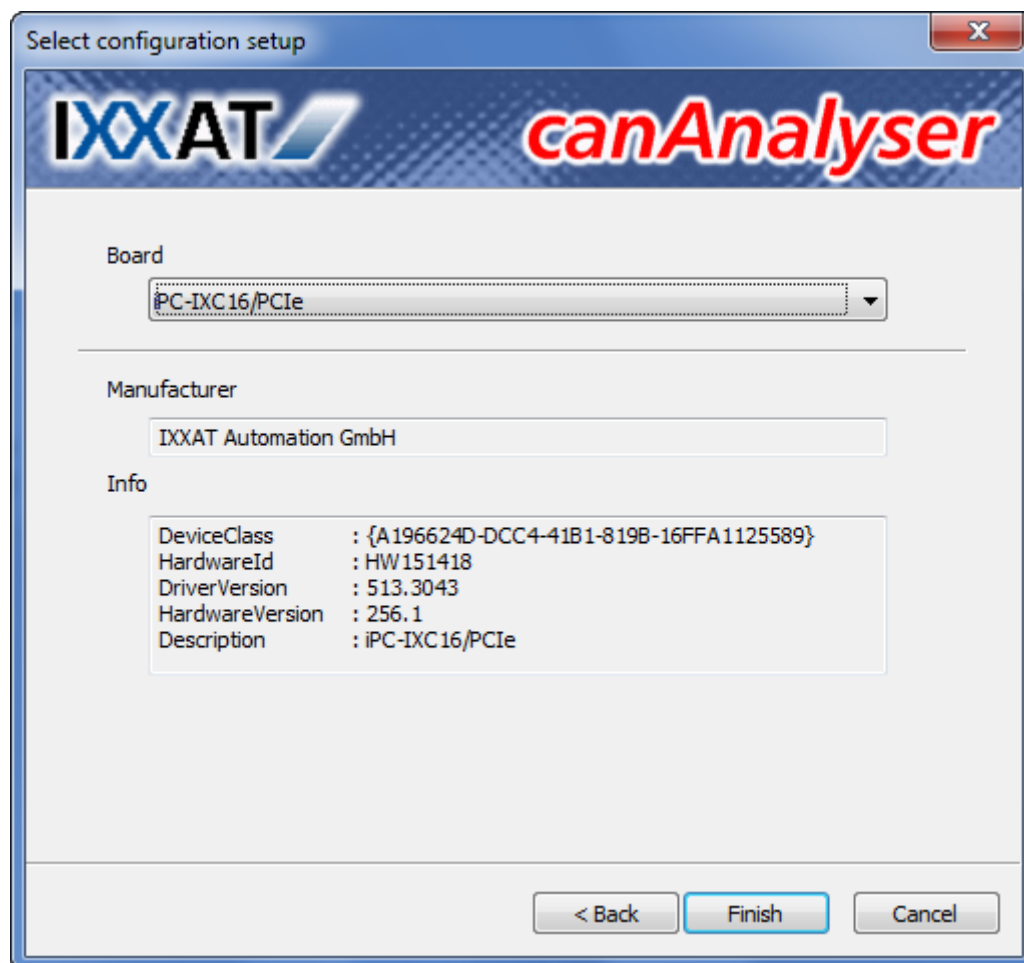 Select configuration setup
IXXAT canAnalyser
Board
iPC-IXC16/PCIe
Manufacturer
IXXAT Automation GmbH
Info
DeviceClass : {A196624D-DCC4-41B1-819B-16FFA1125589}
HardwareId : HW151418
DriverVersion : 513.3043
HardwareVersion : 256.1
Description : iPC-IXC16/PCIe
< Back Finish Cancel